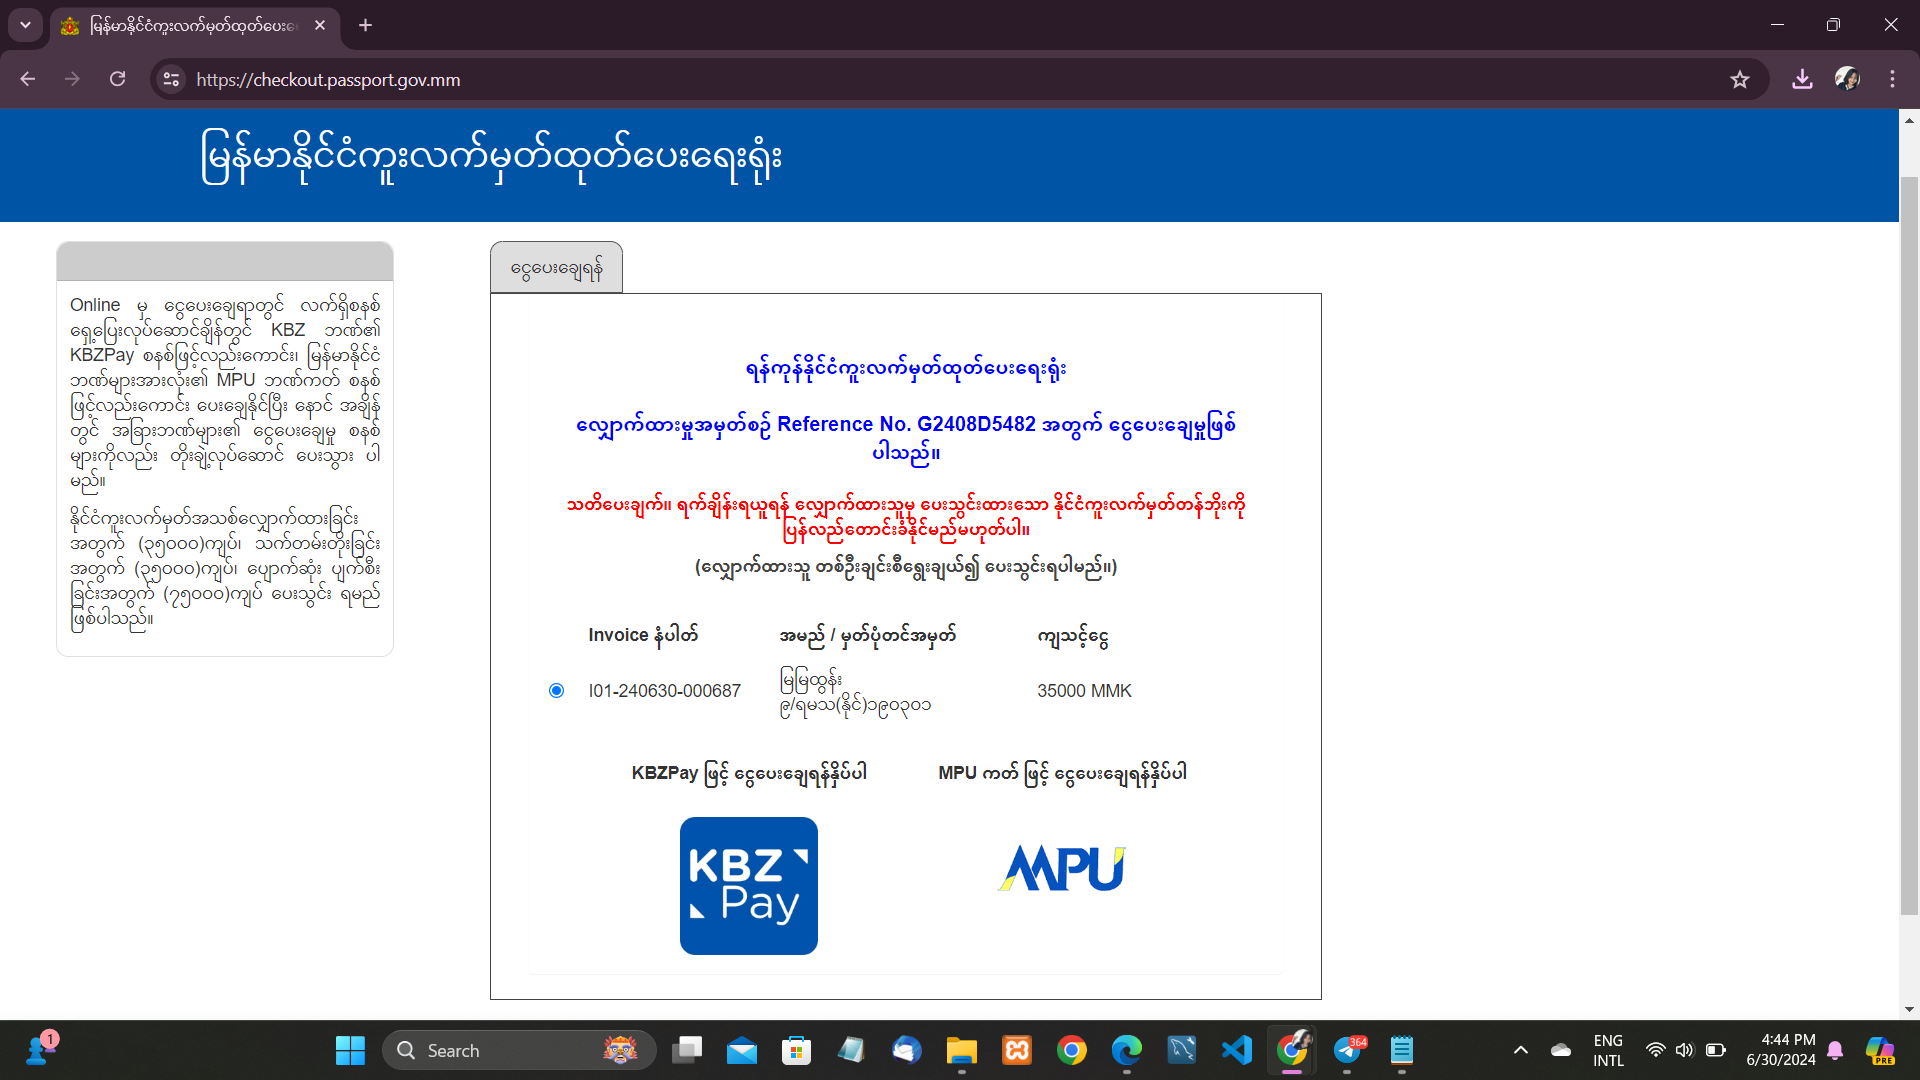 မြန်မာနိုင်ငံကူးလက်မှတ်ထုတ်ပေးရေး
https://checkout.passport.gov.mm
မြန်မာနိုင်ငံကူးလက်မှတ်ထုတ်ပေးရေးရုံး
Online မှ ငွေပေးချေရာတွင် လက်ရှိစနစ်
ရှေ့ပြေးလုပ်ဆောင်ချိန်တွင် KBZ ဘဏ်၏
KBZPay စနစ်ဖြင့်လည်းကောင်း၊ မြန်မာနိုင်ငံ
ဘဏ်များအားလုံး၏ MPU ဘဏ်ကတ် စနစ်
ဖြင့်လည်းကောင်း ပေးချေနိုင်ပြီး နောင် အချိန်
တွင် အခြားဘဏ်များ၏ ငွေပေးချေမှု စနစ်
များကိုလည်း တိုးချဲ့လုပ်ဆောင် ပေးသွား ပါ
မည်။
နိုင်ငံကူးလက်မှတ်အသစ်လျှောက်ထားခြင်း
အတွက် (၃၅၀၀၀)ကျပ်၊ သက်တမ်းတိုးခြင်း
အတွက် (၃၅၀၀၀)ကျပ်၊ ပျောက်ဆုံး ပျက်စီး
ခြင်းအတွက် (၇၅၀၀၀)ကျပ် ပေးသွင်း ရမည်
ဖြစ်ပါသည်။
ငွေပေးချေရန်
ရန်ကုန်နိုင်ငံကူးလက်မှတ်ထုတ်ပေးရေးရုံး
လျှောက်ထားမှုအမှတ်စဉ် Reference No. G2408D5482 အတွက် ငွေပေးချေမှုဖြစ်
ပါသည်။
သတိပေးချက်။ ရက်ချိန်းရယူရန် လျှောက်ထားသူမှ ပေးသွင်းထားသော နိုင်ငံကူးလက်မှတ်တန်ဘိုးကို
ပြန်လည်တောင်းခံနိုင်မည်မဟုတ်ပါ။
(လျှောက်ထားသူ တစ်ဦးချင်းစီရွေးချယ်၍ ပေးသွင်းရပါမည်။)
Invoice နံပါတ် အမည် / မှတ်ပုံတင်အမှတ် ကျသင့်ငွေ
I01-240630-000687 မြမြထွန်း 35000 MMK
၉/ရမသ(နိုင်)၁၉၀၃၀၁
KBZPay ဖြင့် ငွေပေးချေရန်နှိပ်ပါ MPU ကတ် ဖြင့် ငွေပေးချေရန်နှိပ်ပါ
KBZ
Pay
MPU
1
Search
364
ENG
INTL
4:44 PM
6/30/2024
PRE